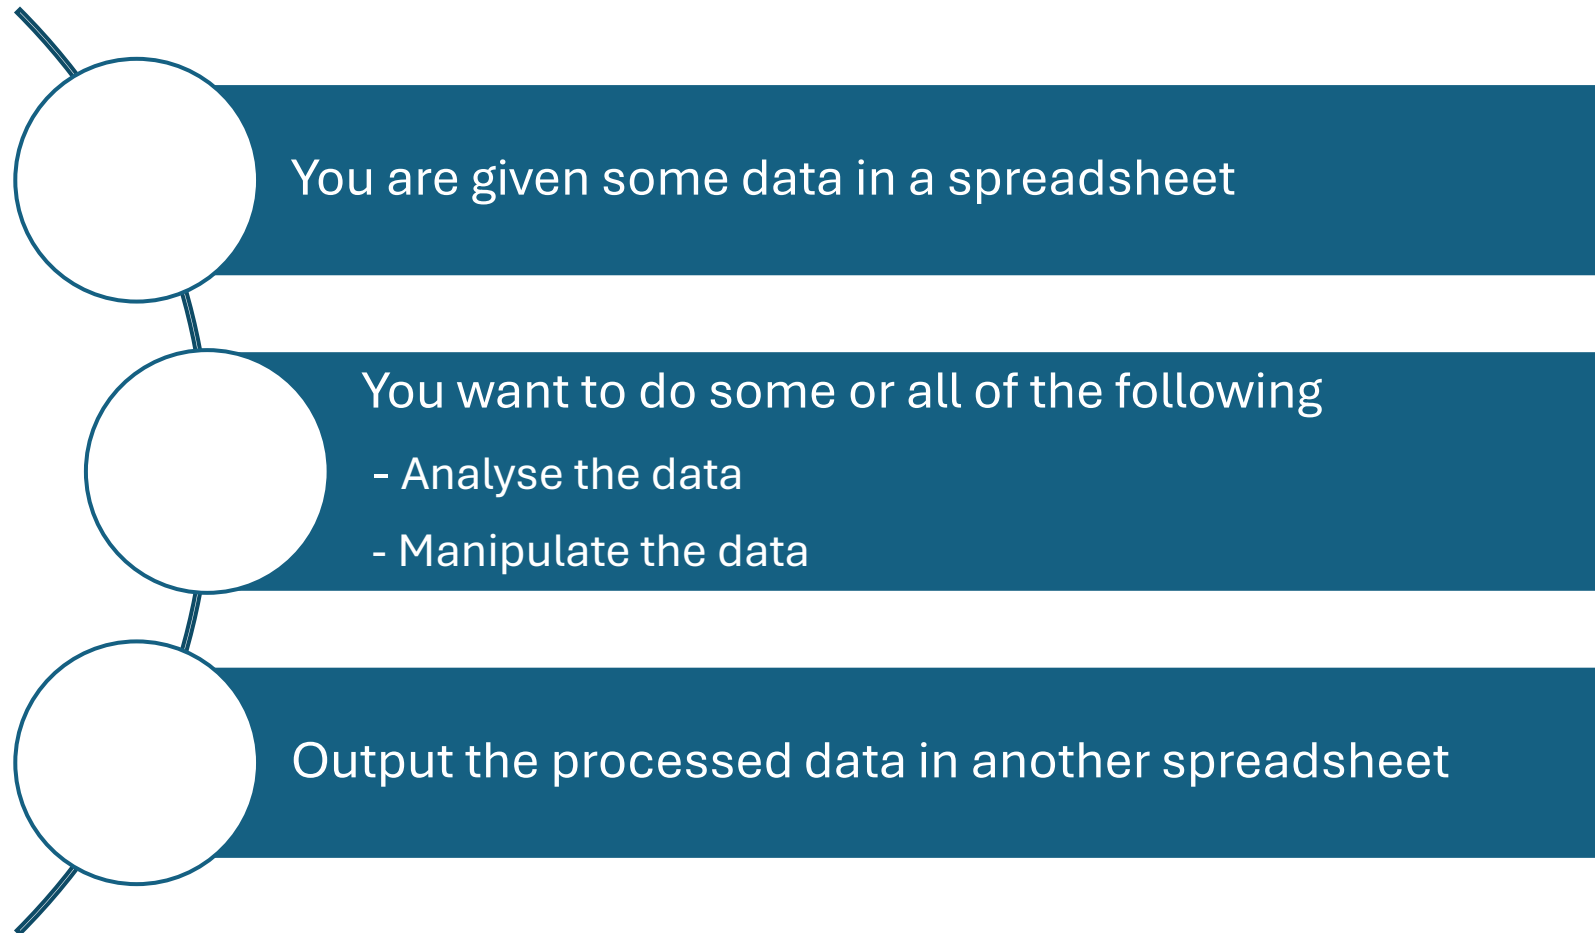 You are given some data in a spreadsheet
You want to do some or all of the following
- Analyse the data
- Manipulate the data
Output the processed data in another spreadsheet